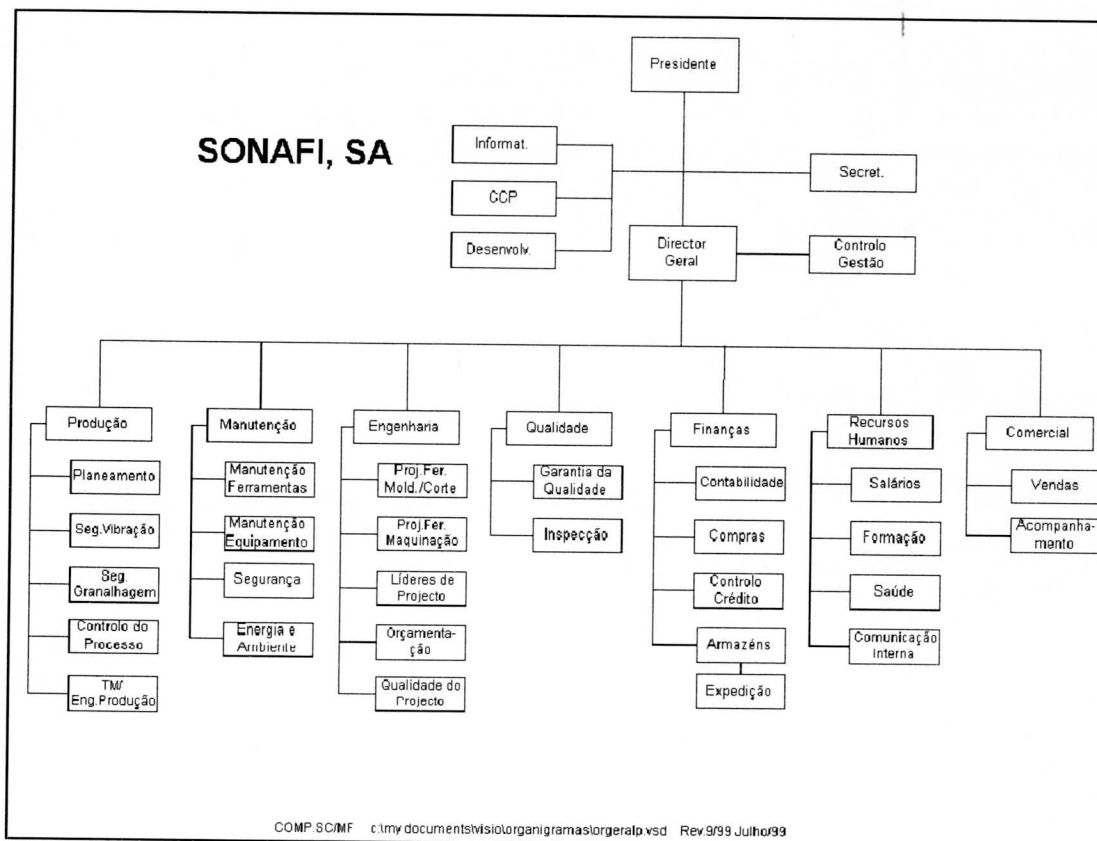 Presidente
SONAFI, SA
Informat.
CCP
Desenvolv.
Secret.
Director
Geral
Controlo
Gestão
Produção
Planeamento
Seg.Vibração
Seg.
Granalhagem
Controlo do
Processo
TM/
Eng.Produção
Manutenção
Manutenção
Ferramentas
Manutenção
Equipamento
Segurança
Energia e
Ambiente
Engenharia
Proj.Fer.
Mold./Corte
Proj.Fer.
Maquinação
Líderes de
Projecto
Orçamenta-
ção
Qualidade do
Projecto
Qualidade
Garantia da
Qualidade
Inspecção
Finanças
Contabilidade
Compras
Controlo
Crédito
Armazéns
Expedição
Recursos
Humanos
Salários
Formação
Saúde
Comunicação
Interna
Comercial
Vendas
Acompanha-
mento
COMP.SC/MF c:\my documents\visio\organigramas\orgeralp.vsd Rev.9/99 Julho/99